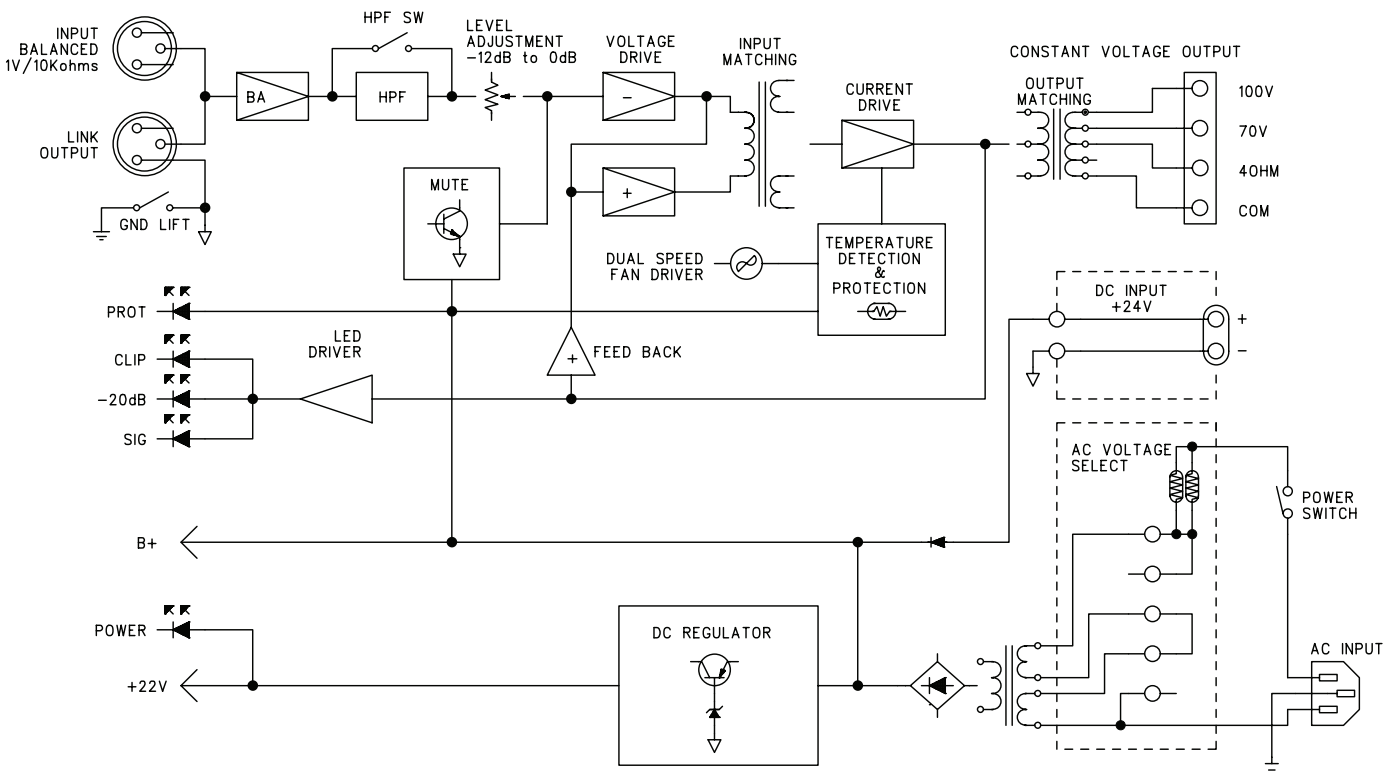 HPF SW
INPUT
BALANCED
1V/10Kohms
LEVEL
ADJUSTMENT
-12dB to 0dB
VOLTAGE
DRIVE
INPUT
MATCHING
CONSTANT VOLTAGE OUTPUT
OUTPUT
MATCHING
CURRENT
DRIVE
100V
BA
HPF
-
70V
LINK
OUTPUT
4OHM
MUTE
+
COM
GND LIFT
TEMPERATURE
DETECTION
&
PROTECTION
DUAL SPEED
FAN DRIVER
DC INPUT
+24V
+
-
PROT
LED
DRIVER
CLIP
+
FEED BACK
-20dB
SIG
AC VOLTAGE
SELECT
POWER
SWITCH
B+
POWER
DC REGULATOR
AC INPUT
+22V